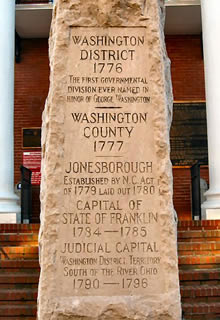 WASHINGTON
DISTRICT
1776
THE FIRST GOVERNMENTAL
DIVISION EVER NAMED IN
HONOR OF GEORGE WASHINGTON
WASHINGTON
COUNTY
1777
JONESBOROUGH
ESTABLISHED BY N.C. ACT
OF 1779 LAID OUT 1780
CAPITAL OF
STATE OF FRANKLIN
1784—1785
JUDICIAL CAPITAL
WASHINGTON DISTRICT TERRITORY
SOUTH OF THE RIVER OHIO
1790—1796